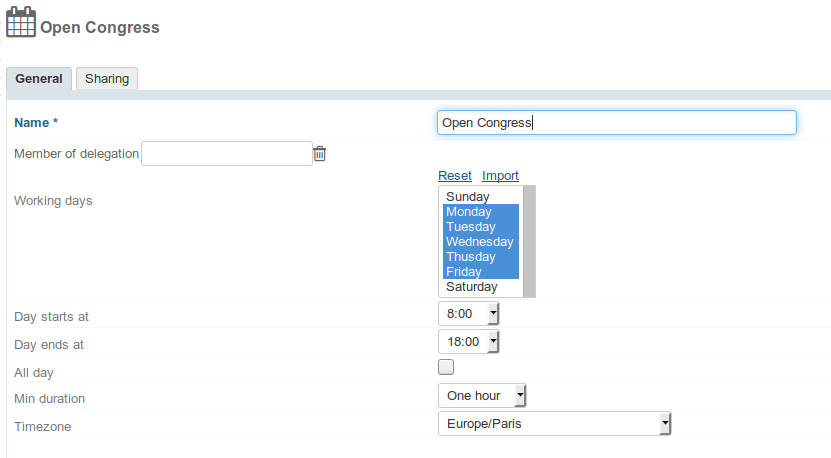 Open Congress
General Sharing
Name * Open Congress
Member of delegation
Reset Import
Working days
Sunday
Monday
Tuesday
Wednesday
Thusday
Friday
Saturday
Day starts at 8:00
Day ends at 18:00
All day
Min duration One hour
Timezone Europe/Paris